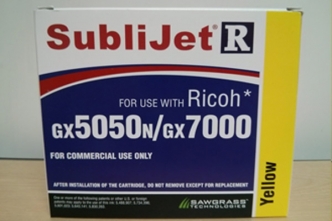 SubliJet R
FOR USE WITH Ricoh*
GX5050N/GX7000
FOR COMMERCIAL USE ONLY
AFTER INSTALLATION OF THE CARTRIDGE, DO NOT REMOVE EXCEPT FOR REPLACEMENT
SAWGRASS
TECHNOLOGIES
Yellow